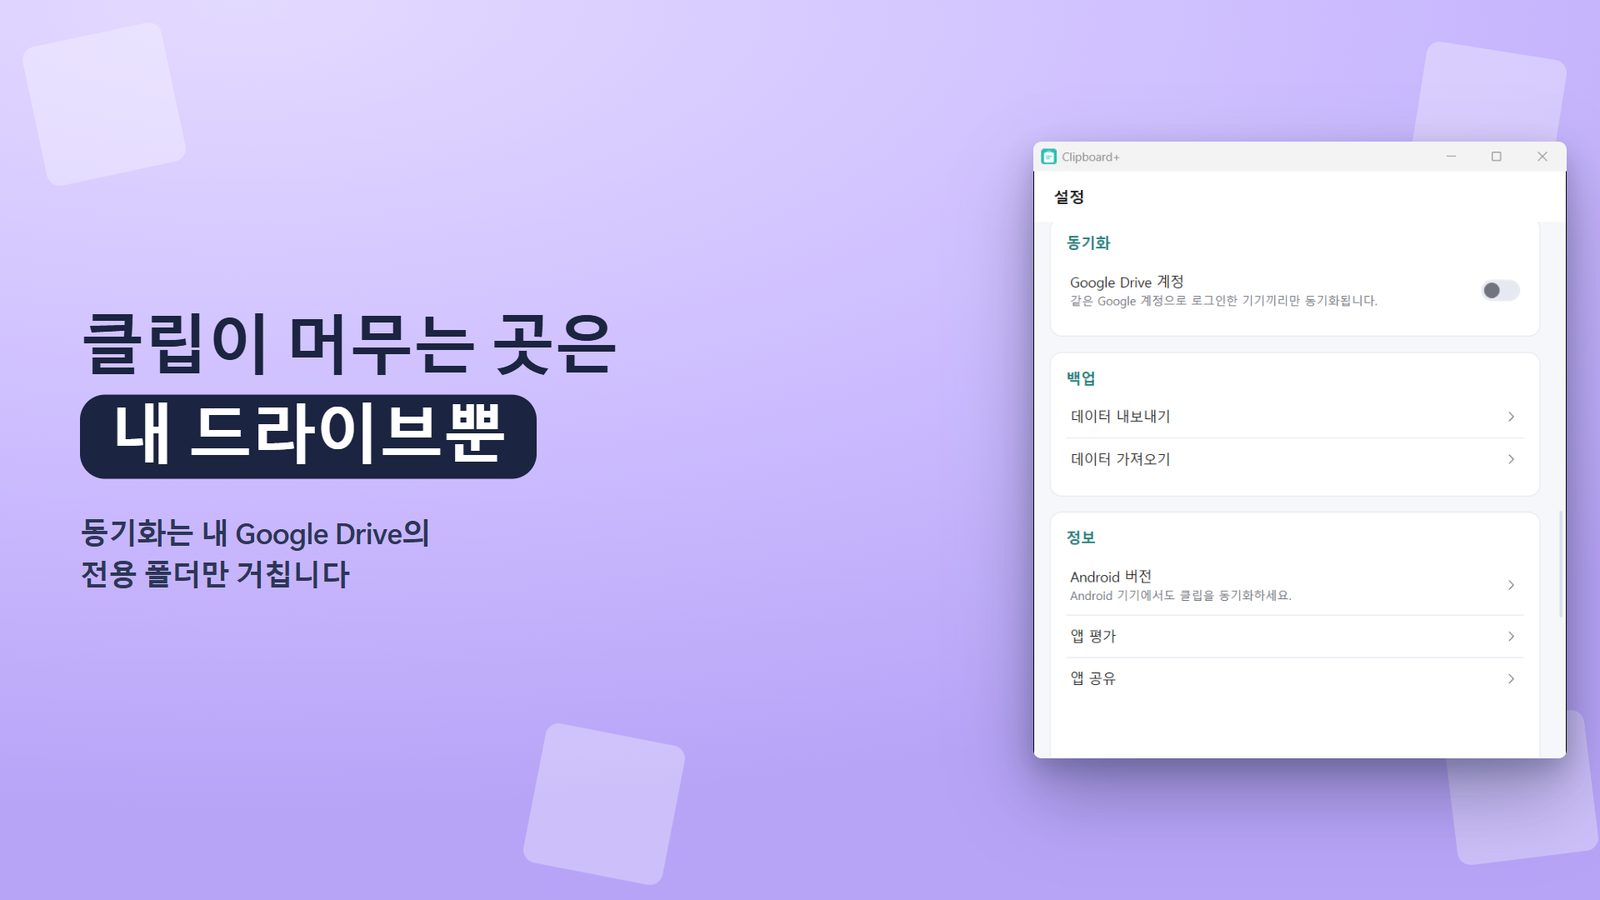 클립이 머무는 곳은
내 드라이브뿐
동기화는 내 Google Drive의
전용 폴더만 거칩니다
Clipboard+
설정
동기화
Google Drive 계정
같은 Google 계정으로 로그인한 기기끼리만 동기화됩니다.
백업
데이터 내보내기
데이터 가져오기
정보
Android 버전
Android 기기에서도 클립을 동기화하세요.
앱 평가
앱 공유